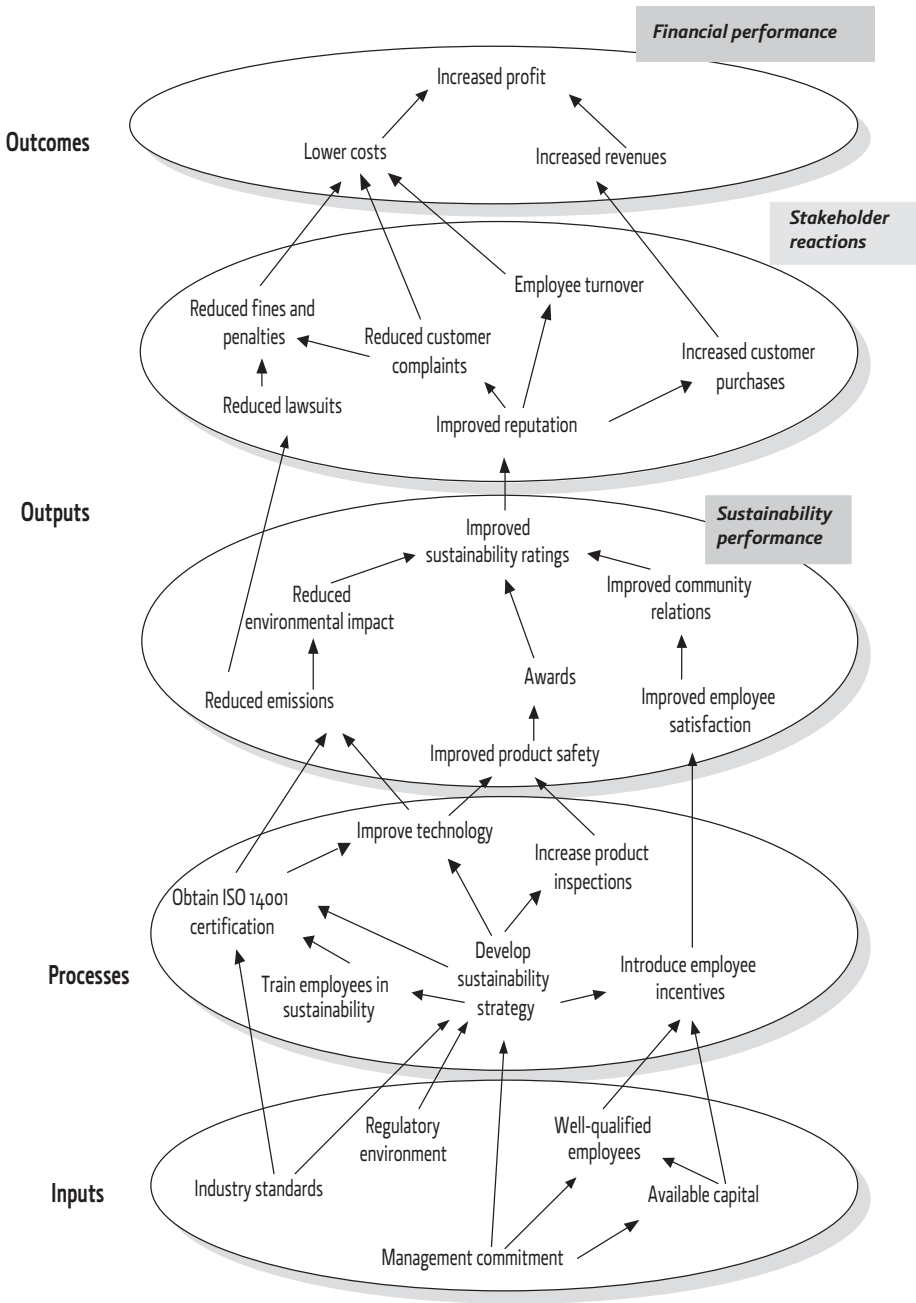 Financial performance
Increased profit
Outcomes
Lower costs
Increased revenues
Stakeholder
reactions
Employee turnover
Reduced fines and
penalties
Reduced customer
complaints
Increased customer
purchases
Reduced lawsuits
Improved reputation
Outputs
Sustainability
performance
Improved
sustainability ratings
Reduced
environmental impact
Improved community
relations
Awards
Reduced emissions
Improved employee
satisfaction
Improved product safety
Improve technology
Increase product
inspections
Obtain ISO 14001
certification
Processes
Develop
sustainability
strategy
Train employees in
sustainability
Introduce employee
incentives
Regulatory
environment
Well-qualified
employees
Inputs
Industry standards
Available capital
Management commitment